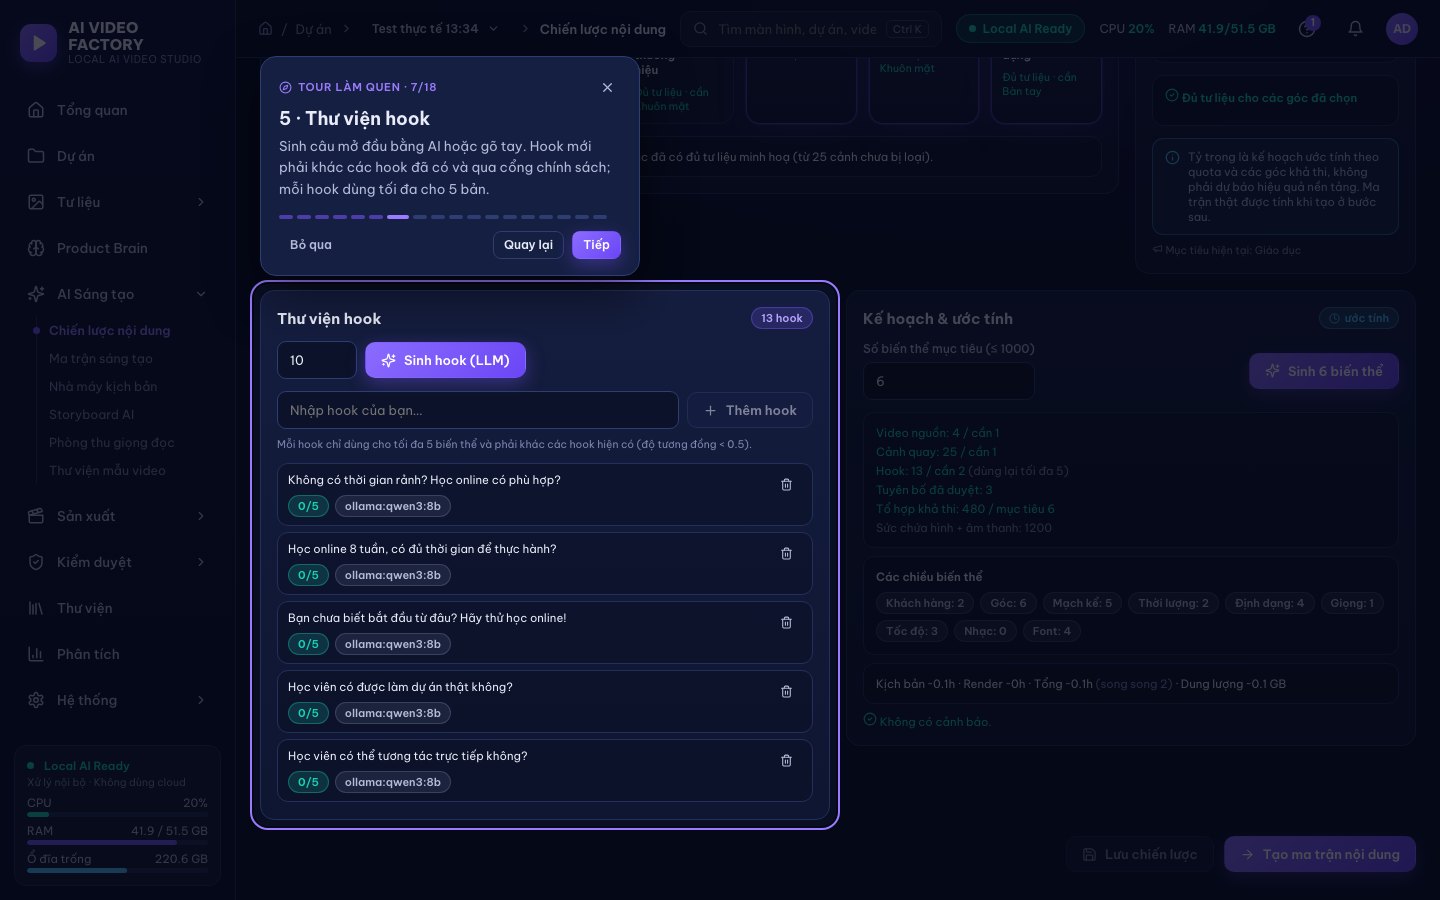 AI VIDEO
FACTORY
LOCAL AI VIDEO STUDIO
/ Dự án > Test thực tế 13:34 > Chiến lược nội dung
Tìm màn hình, dự án, vide Ctrl K
Local AI Ready
CPU 20% RAM 41.9/51.5 GB
1
AD
Tổng quan
Dự án
Tư liệu
Product Brain
AI Sáng tạo
Chiến lược nội dung
Ma trận sáng tạo
Nhà máy kịch bản
Storyboard AI
Phòng thu giọng đọc
Thư viện mẫu video
Sản xuất
Kiểm duyệt
Thư viện
Phân tích
Hệ thống
Local AI Ready
Xử lý nội bộ · Không dùng cloud
CPU 20%
RAM 41.9 / 51.5 GB
Ổ đĩa trống 220.6 GB
TOUR LÀM QUEN · 7/18
5 · Thư viện hook
Sinh câu mở đầu bằng AI hoặc gõ tay. Hook mới
phải khác các hook đã có và qua cổng chính sách;
mỗi hook dùng tối đa cho 5 bản.
Bỏ qua
Quay lại
Tiếp
hiệu
Đủ tư liệu · cần
Khuôn mặt
Khuôn mặt
Đủ tư liệu · cần
Bàn tay
đã có đủ tư liệu minh hoạ (từ 25 cảnh chưa bị loại).
Đủ tư liệu cho các góc đã chọn
Tỷ trọng là kế hoạch ước tính theo
quota và các góc khả thi, không
phải dự báo hiệu quả nền tảng. Ma
trận thật được tính khi tạo ở bước
sau.
Mục tiêu hiện tại: Giáo dục
Thư viện hook
13 hook
10
Sinh hook (LLM)
Nhập hook của bạn...
Thêm hook
Mỗi hook chỉ dùng cho tối đa 5 biến thể và phải khác các hook hiện có (độ tương đồng < 0.5).
Không có thời gian rảnh? Học online có phù hợp?
0/5 ollama:qwen3:8b
Học online 8 tuần, có đủ thời gian để thực hành?
0/5 ollama:qwen3:8b
Bạn chưa biết bắt đầu từ đâu? Hãy thử học online!
0/5 ollama:qwen3:8b
Học viên có được làm dự án thật không?
0/5 ollama:qwen3:8b
Học viên có thể tương tác trực tiếp không?
0/5 ollama:qwen3:8b
Kế hoạch & ước tính
ước tính
Số biến thể mục tiêu (≤ 1000)
6
Sinh 6 biến thể
Video nguồn: 4 / cần 1
Cảnh quay: 25 / cần 1
Hook: 13 / cần 2 (dùng lại tối đa 5)
Tuyên bố đã duyệt: 3
Tổ hợp khả thi: 480 / mục tiêu 6
Sức chứa hình + âm thanh: 1200
Các chiều biến thể
Khách hàng: 2 Góc: 6 Mạch kể: 5 Thời lượng: 2 Định dạng: 4 Giọng: 1
Tốc độ: 3 Nhạc: 0 Font: 4
Kịch bản ~0.1h · Render ~0h · Tổng ~0.1h (song song 2) · Dung lượng ~0.1 GB
Không có cảnh báo.
Lưu chiến lược
Tạo ma trận nội dung